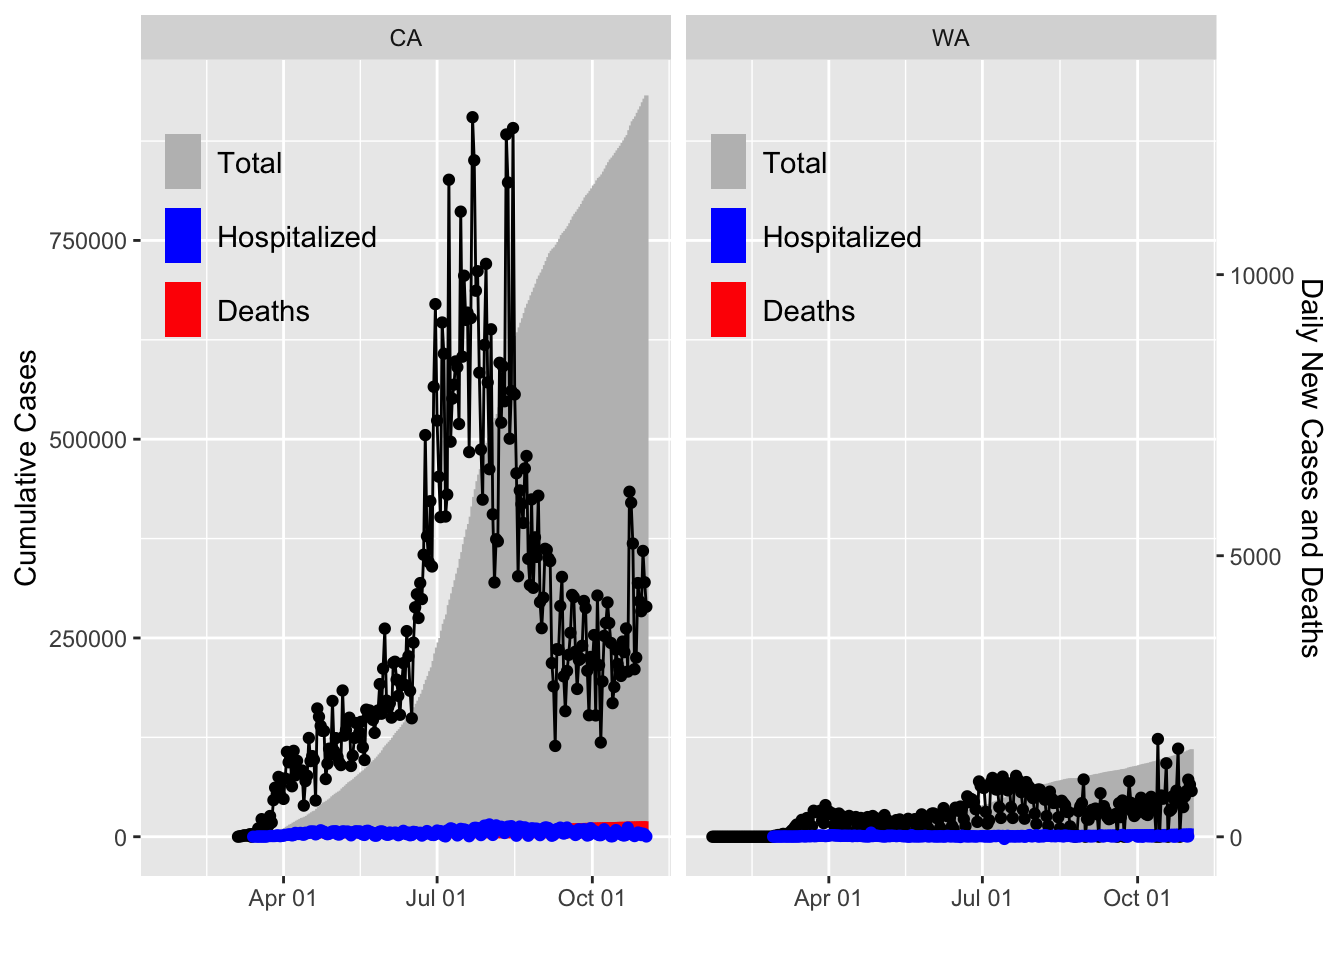 CA
WA
Total
Hospitalized
Deaths
Total
Hospitalized
Deaths
Cumulative Cases
750000
500000
250000
0
10000
5000
0
Daily New Cases and Deaths
Apr 01
Jul 01
Oct 01
Apr 01
Jul 01
Oct 01